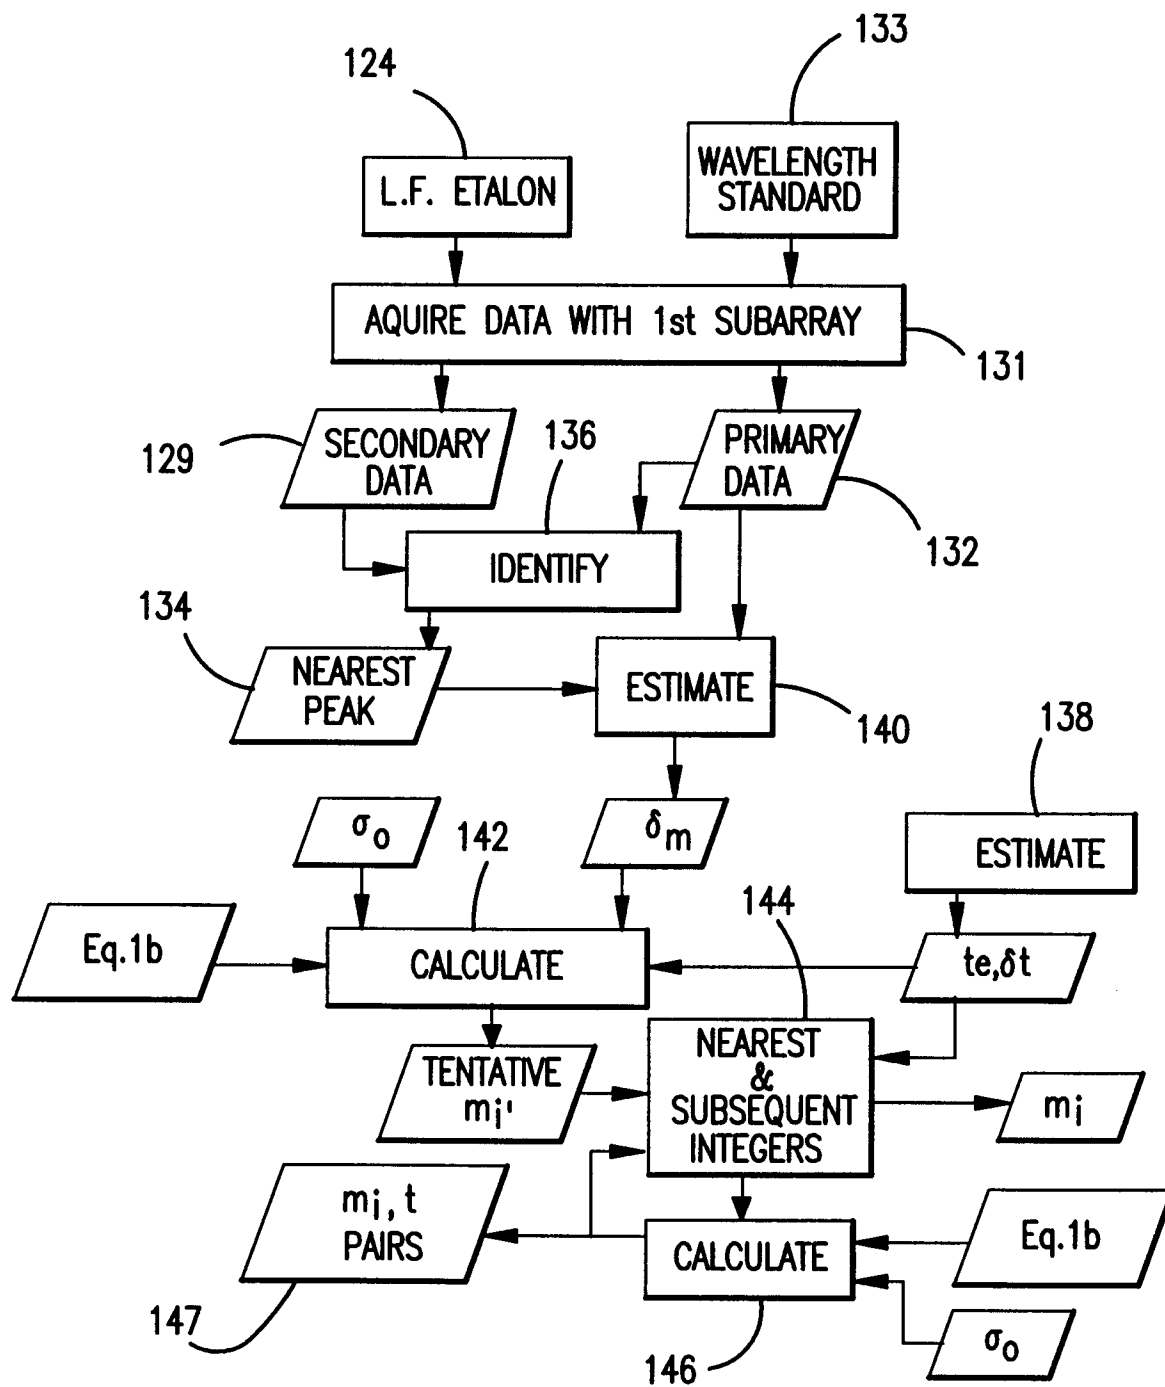 133
124
WAVELENGTH
STANDARD
L.F. ETALON
AQUIRE DATA WITH 1st SUBARRAY
131
136
SECONDARY
DATA
129
PRIMARY
DATA
132
IDENTIFY
134
NEAREST
PEAK
ESTIMATE
140
138
σo
142
δm
ESTIMATE
144
Eq.1b
CALCULATE
te,δt
TENTATIVE
mi'
NEAREST
&
SUBSEQUENT
INTEGERS
mi
mi, t
PAIRS
CALCULATE
Eq.1b
147
146
σo